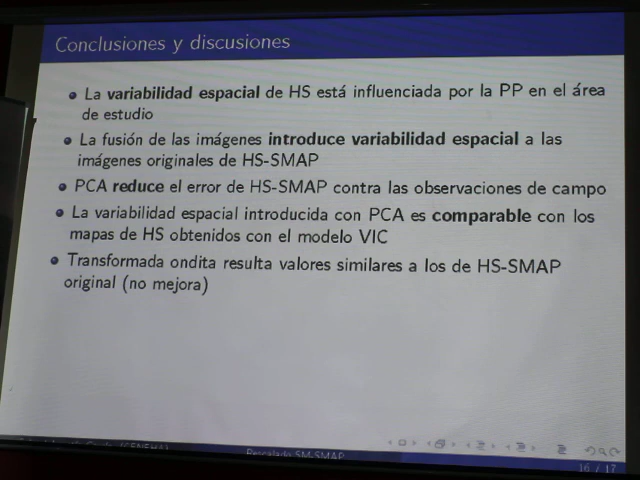 Conclusiones y discusiones
La variabilidad espacial de HS está influenciada por la PP en el área
de estudio
La fusión de las imágenes introduce variabilidad espacial a las
imágenes originales de HS-SMAP
PCA reduce el error de HS-SMAP contra las observaciones de campo
La variabilidad espacial introducida con PCA es comparable con los
mapas de HS obtenidos con el modelo VIC
Transformada ondita resulta valores similares a los de HS-SMAP
original (no mejora)
Rescalado SM-SMAP
16 / 17